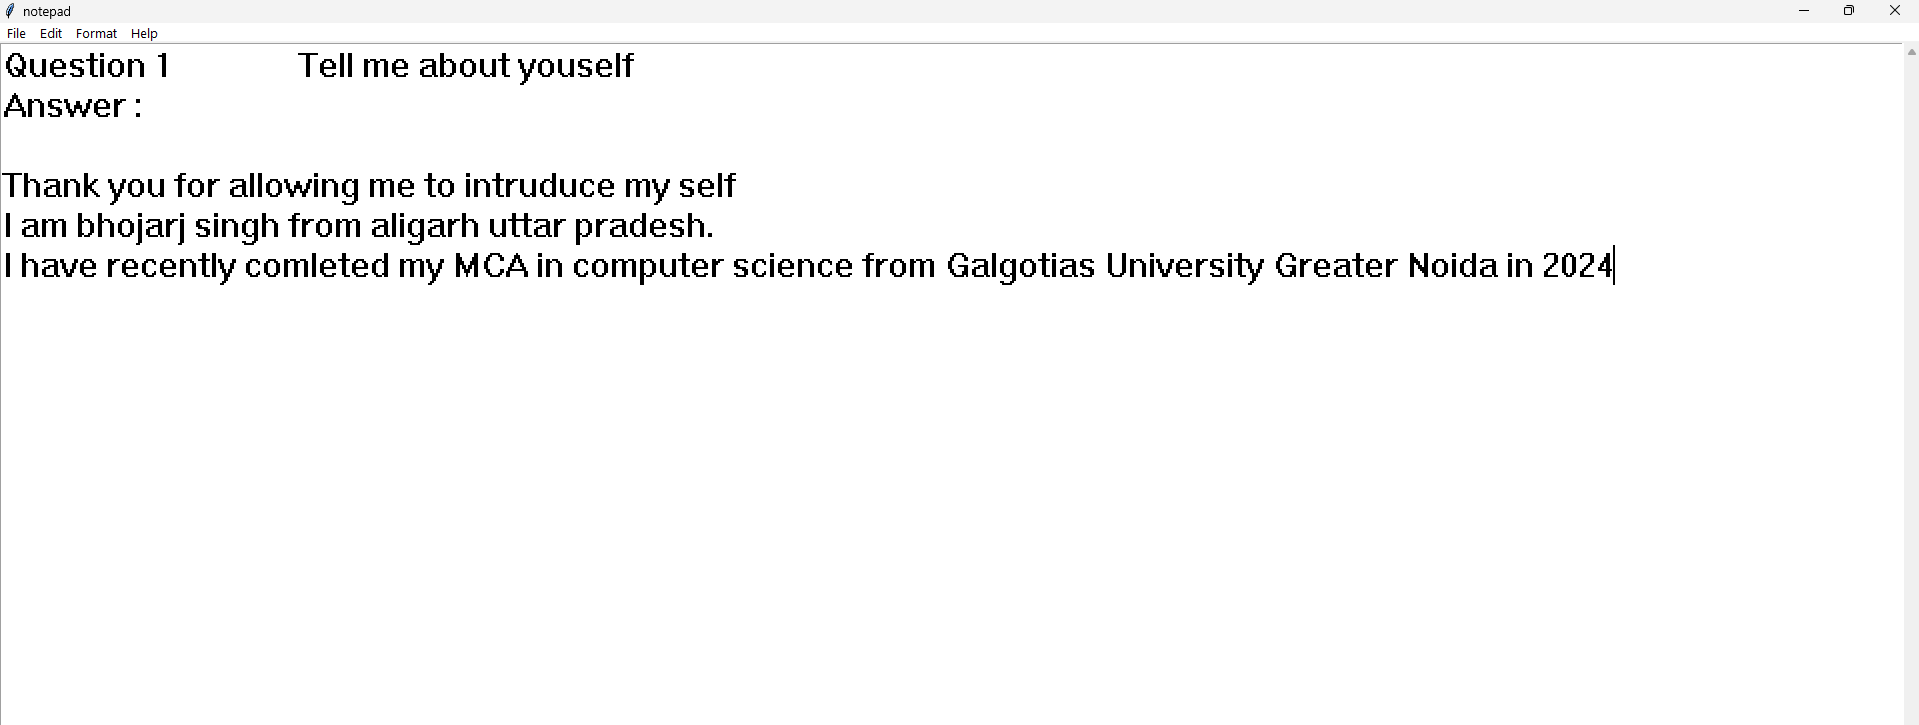 notepad
File Edit Format Help
Question 1 Tell me about youself
Answer :
Thank you for allowing me to intruduce my self
I am bhojarj singh from aligarh uttar pradesh.
I have recently comleted my MCA in computer science from Galgotias University Greater Noida in 2024